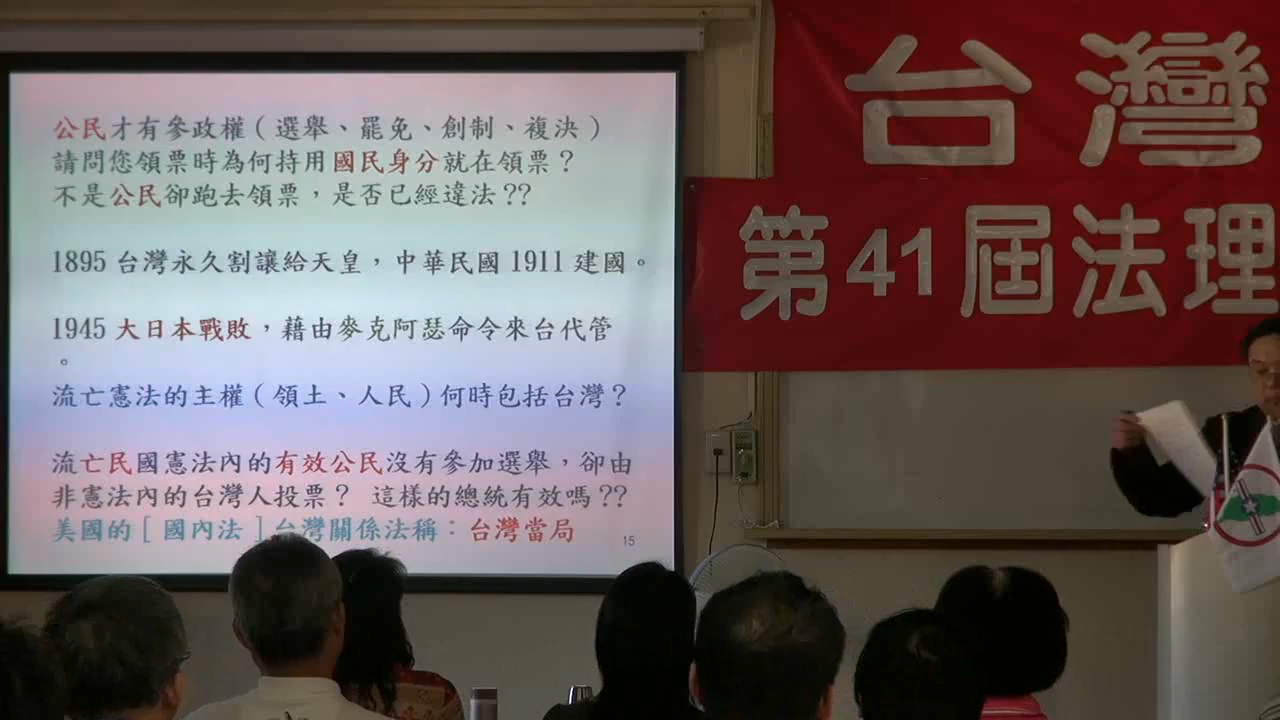 公民才有參政權（選舉、罷免、創制、複決）
請問您領票時為何持用國民身分就在領票？
不是公民卻跑去領票，是否已經違法??
1895 台灣永久割讓給天皇，中華民國 1911 建國。
1945 大日本戰敗，藉由麥克阿瑟命令來台代管
。
流亡憲法的主權（領土、人民）何時包括台灣？
流亡民國憲法內的有效公民沒有參加選舉，卻由
非憲法內的台灣人投票？ 這樣的總統有效嗎??
美國的［國內法］台灣關係法稱：台灣當局
15
台灣
第41屆法理